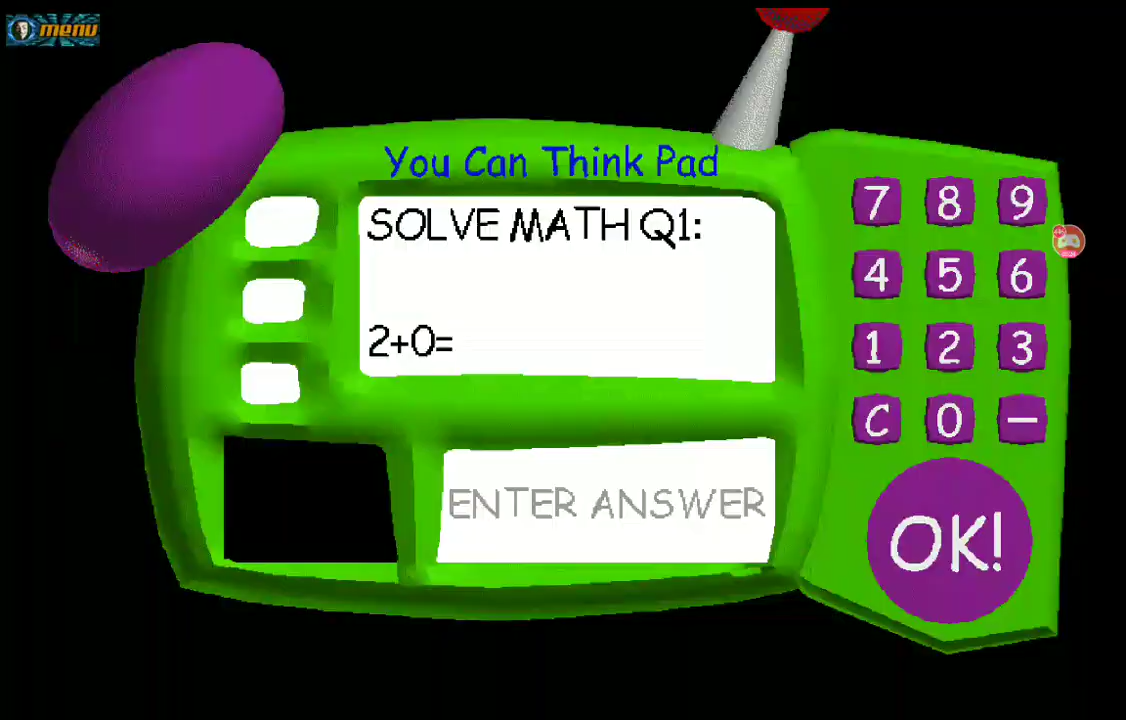 menu
You Can Think Pad
SOLVE MATH Q1:
2+0=
ENTER ANSWER
7 8 9
4 5 6
1 2 3
C 0 −
OK!